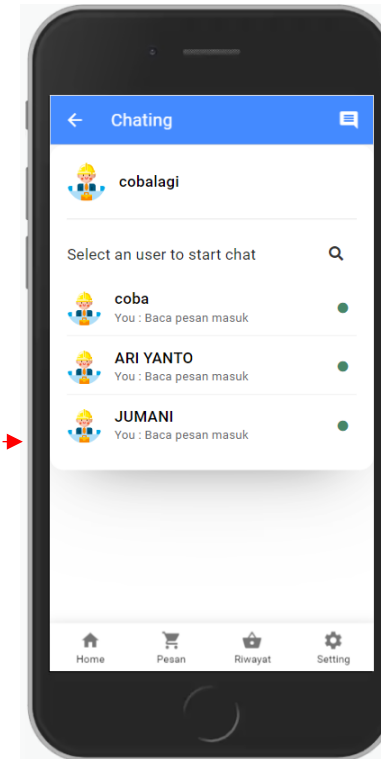 Chating
cobalagi
Select an user to start chat
coba
You : Baca pesan masuk
ARI YANTO
You : Baca pesan masuk
JUMANI
You : Baca pesan masuk
Home Pesan Riwayat Setting